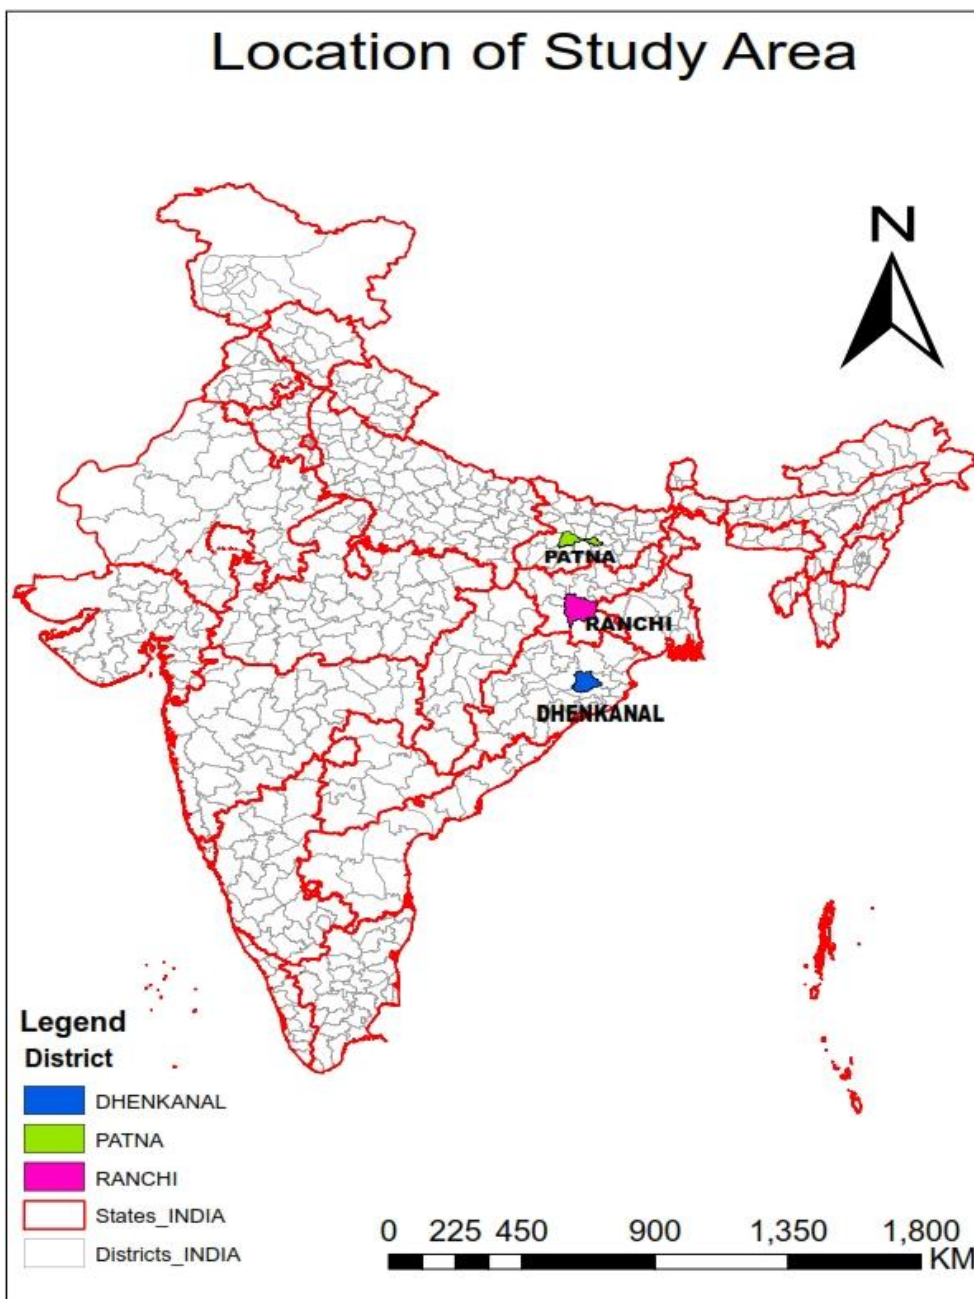 Location of Study Area
N
PATNA
RANCHI
DHENKANAL
Legend
District
DHENKANAL
PATNA
RANCHI
States_INDIA
Districts_INDIA
0 225 450 900 1,350 1,800
KM